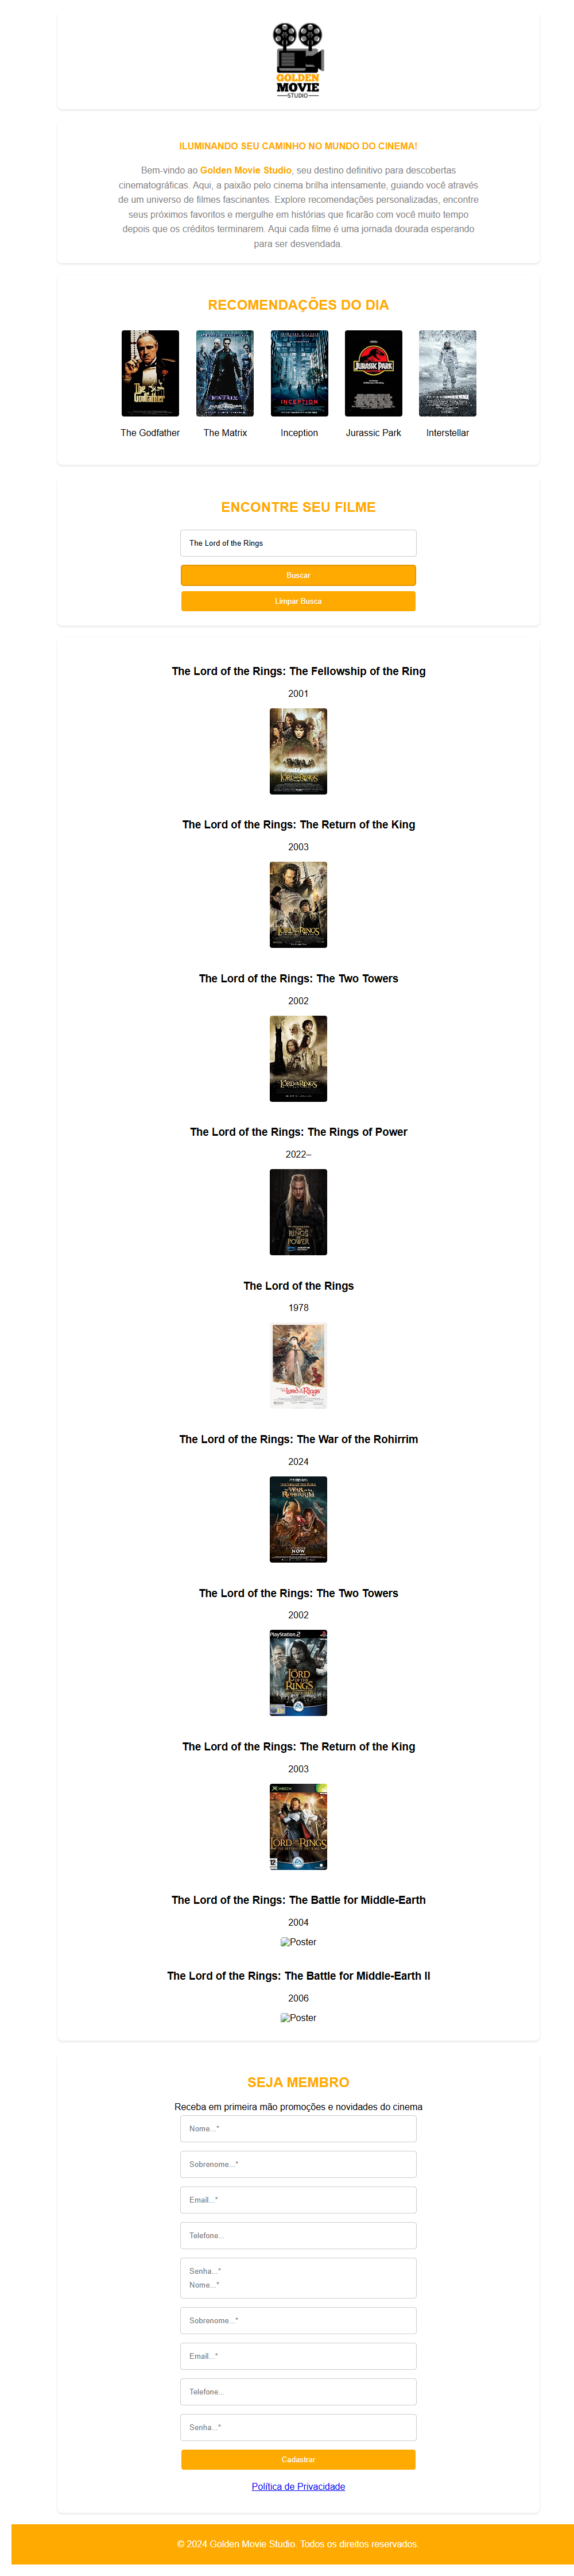 GOLDEN
MOVIE
STUDIO
ILUMINANDO SEU CAMINHO NO MUNDO DO CINEMA!
Bem-vindo ao Golden Movie Studio, seu destino definitivo para descobertas
cinematográficas. Aqui, a paixão pelo cinema brilha intensamente, guiando você através
de um universo de filmes fascinantes. Explore recomendações personalizadas, encontre
seus próximos favoritos e mergulhe em histórias que ficarão com você muito tempo
depois que os créditos terminarem. Aqui cada filme é uma jornada dourada esperando
para ser desvendada.
RECOMENDAÇÕES DO DIA
The Godfather
The Matrix
Inception
Jurassic Park
Interstellar
ENCONTRE SEU FILME
The Lord of the Rings
Buscar
Limpar Busca
The Lord of the Rings: The Fellowship of the Ring
2001
The Lord of the Rings: The Return of the King
2003
The Lord of the Rings: The Two Towers
2002
The Lord of the Rings: The Rings of Power
2022–
The Lord of the Rings
1978
The Lord of the Rings: The War of the Rohirrim
2024
The Lord of the Rings: The Two Towers
2002
The Lord of the Rings: The Return of the King
2003
The Lord of the Rings: The Battle for Middle-Earth
2004
Poster
The Lord of the Rings: The Battle for Middle-Earth II
2006
Poster
SEJA MEMBRO
Receba em primeira mão promoções e novidades do cinema
Nome...*
Sobrenome...*
Email...*
Telefone...
Senha...*
Nome...*
Sobrenome...*
Email...*
Telefone...
Senha...*
Cadastrar
Política de Privacidade
© 2024 Golden Movie Studio. Todos os direitos reservados.